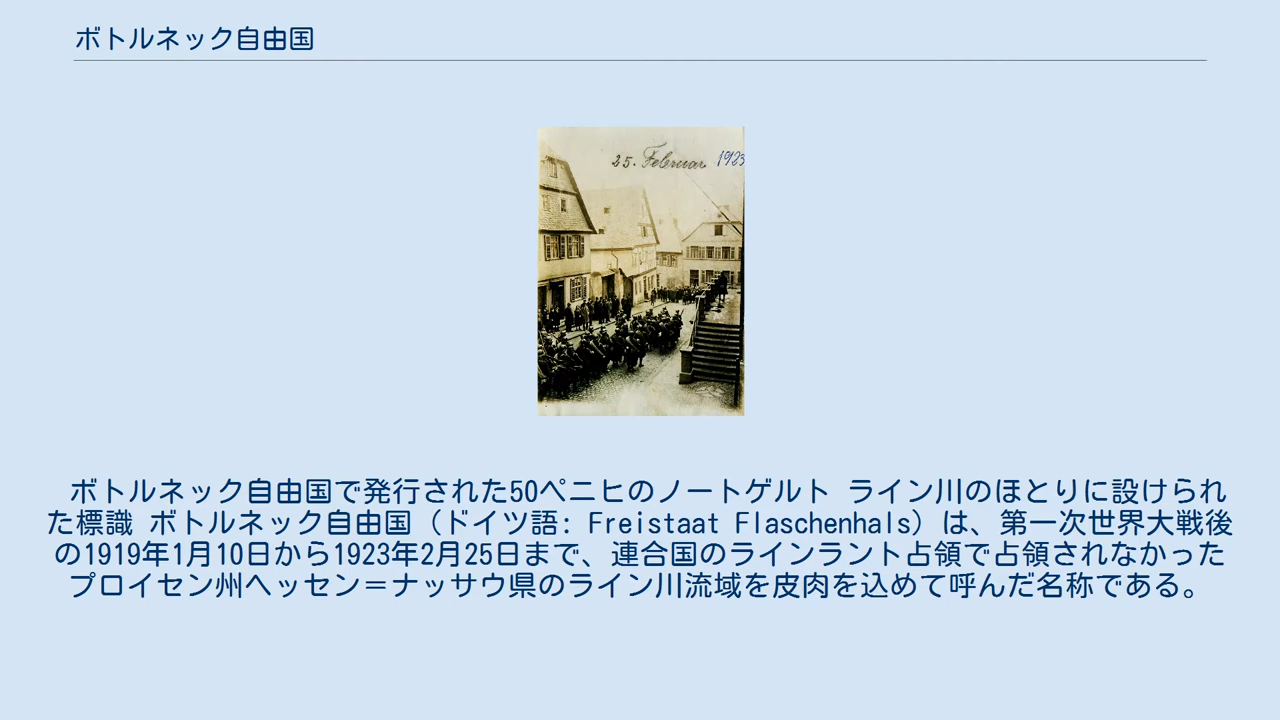 ボトルネック自由国
25. Februar 1923
ボトルネック自由国で発行された50ペニヒのノートゲルト ライン川のほとりに設けられ
た標識 ボトルネック自由国（ドイツ語: Freistaat Flaschenhals）は、第一次世界大戦後
の1919年1月10日から1923年2月25日まで、連合国のラインラント占領で占領されなかった
プロイセン州ヘッセン＝ナッサウ県のライン川流域を皮肉を込めて呼んだ名称である。